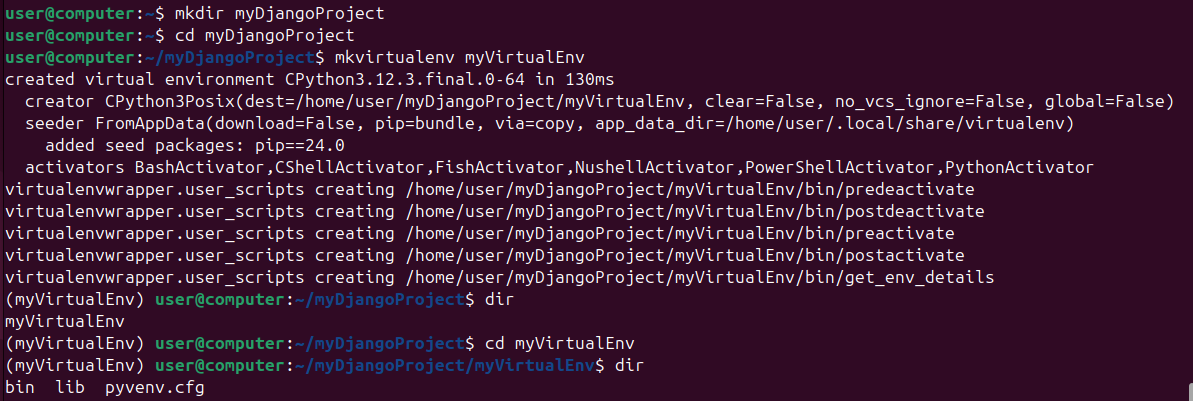 user@computer:~$ mkdir myDjangoProject
user@computer:~$ cd myDjangoProject
user@computer:~/myDjangoProject$ mkvirtualenv myVirtualEnv
created virtual environment CPython3.12.3.final.0-64 in 130ms
  creator CPython3Posix(dest=/home/user/myDjangoProject/myVirtualEnv, clear=False, no_vcs_ignore=False, global=False)
  seeder FromAppData(download=False, pip=bundle, via=copy, app_data_dir=/home/user/.local/share/virtualenv)
    added seed packages: pip==24.0
  activators BashActivator,CShellActivator,FishActivator,NushellActivator,PowerShellActivator,PythonActivator
virtualenvwrapper.user_scripts creating /home/user/myDjangoProject/myVirtualEnv/bin/predeactivate
virtualenvwrapper.user_scripts creating /home/user/myDjangoProject/myVirtualEnv/bin/postdeactivate
virtualenvwrapper.user_scripts creating /home/user/myDjangoProject/myVirtualEnv/bin/preactivate
virtualenvwrapper.user_scripts creating /home/user/myDjangoProject/myVirtualEnv/bin/postactivate
virtualenvwrapper.user_scripts creating /home/user/myDjangoProject/myVirtualEnv/bin/get_env_details
(myVirtualEnv) user@computer:~/myDjangoProject$ dir
myVirtualEnv
(myVirtualEnv) user@computer:~/myDjangoProject$ cd myVirtualEnv
(myVirtualEnv) user@computer:~/myDjangoProject/myVirtualEnv$ dir
bin  lib  pyvenv.cfg